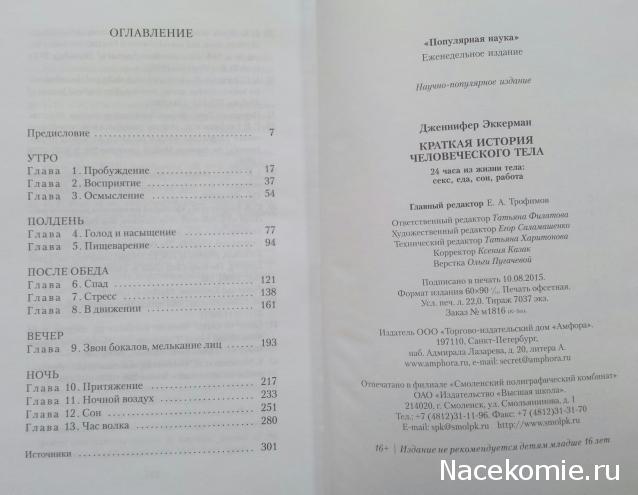 ОГЛАВЛЕНИЕ
Предисловие 7
УТРО
Глава 1. Пробуждение 17
Глава 2. Восприятие 37
Глава 3. Осмысление 54
ПОЛДЕНЬ
Глава 4. Голод и насыщение 77
Глава 5. Пищеварение 94
ПОСЛЕ ОБЕДА
Глава 6. Спад 121
Глава 7. Стресс 138
Глава 8. В движении 161
ВЕЧЕР
Глава 9. Звон бокалов, мелькание лиц 193
НОЧЬ
Глава 10. Притяжение 217
Глава 11. Ночной воздух 233
Глава 12. Сон 251
Глава 13. Час волка 280
Источники 301
«Популярная наука»
Еженедельное издание
Научно-популярное издание
Дженнифер Эккерман
КРАТКАЯ ИСТОРИЯ
ЧЕЛОВЕЧЕСКОГО ТЕЛА
24 часа из жизни тела:
секс, еда, сон, работа
Главный редактор Е. А. Трофимов
Ответственный редактор Татьяна Филатова
Художественный редактор Егор Саламашенко
Технический редактор Татьяна Харитонова
Корректор Ксения Казак
Верстка Ольги Пугачевой
Подписано в печать 10.08.2015.
Формат издания 60×90 Печать офсетная.
Усл. печ. л. 22,0. Тираж 7037 экз.
Заказ № м1816
Издатель ООО «Торгово-издательский дом «Амфора».
197110, Санкт-Петербург,
наб. Адмирала Лазарева, д. 20, литера А.
www.amphora.ru, e-mail: secret@amphora.ru
Отпечатано в филиале «Смоленский полиграфический комбинат»
ОАО «Издательство «Высшая школа».
214020, г. Смоленск, ул. Смольянинова, д. 1
Тел.: +7 (4812) 31-11-96. Факс: +7 (4812) 31-31-70
E-mail: spk@smolpk.ru http://www.smolpk.ru
16+ Издание не рекомендуется детям младше 16 лет
Nacekomie.ru